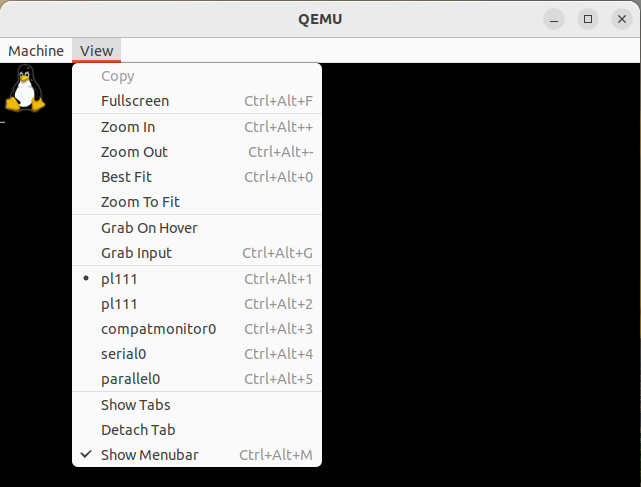 QEMU
Machine View
Copy
Fullscreen Ctrl+Alt+F
Zoom In Ctrl+Alt++
Zoom Out Ctrl+Alt+-
Best Fit Ctrl+Alt+0
Zoom To Fit
Grab On Hover
Grab Input Ctrl+Alt+G
pl111 Ctrl+Alt+1
pl111 Ctrl+Alt+2
compatmonitor0 Ctrl+Alt+3
serial0 Ctrl+Alt+4
parallel0 Ctrl+Alt+5
Show Tabs
Detach Tab
Show Menubar Ctrl+Alt+M